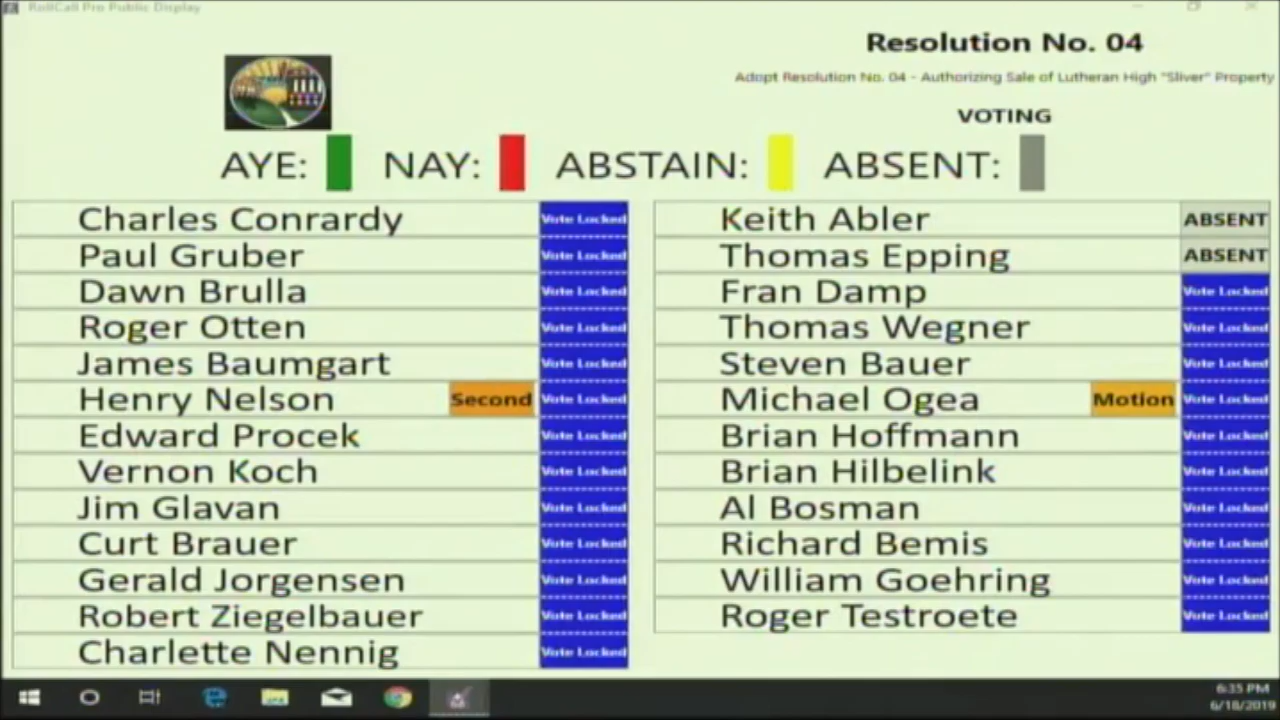 RollCall Pro Public Display
Resolution No. 04
Adopt Resolution No. 04 - Authorizing Sale of Lutheran High "Sliver" Property
VOTING
AYE: NAY: ABSTAIN: ABSENT:
Charles Conrardy Vote Locked
Paul Gruber Vote Locked
Dawn Brulla Vote Locked
Roger Otten Vote Locked
James Baumgart Vote Locked
Henry Nelson Second Vote Locked
Edward Procek Vote Locked
Vernon Koch Vote Locked
Jim Glavan Vote Locked
Curt Brauer Vote Locked
Gerald Jorgensen Vote Locked
Robert Ziegelbauer Vote Locked
Charlette Nennig Vote Locked
Keith Abler ABSENT
Thomas Epping ABSENT
Fran Damp Vote Locked
Thomas Wegner Vote Locked
Steven Bauer Vote Locked
Michael Ogea Motion Vote Locked
Brian Hoffmann Vote Locked
Brian Hilbelink Vote Locked
Al Bosman Vote Locked
Richard Bemis Vote Locked
William Goehring Vote Locked
Roger Testroete Vote Locked
6:35 PM
6/18/2019